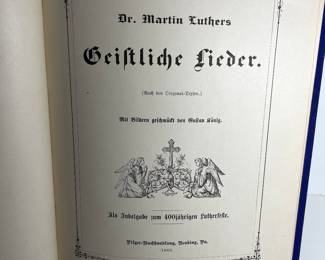 Dr. Martin Luthers
Geistliche Lieder.
(Nach den Original-Texten.)
Mit Bildern geschmückt von Gustav König.
Als Jubelgabe zum 400jährigen Lutherfeste.
Pilger-Buchhandlung, Reading, Pa.